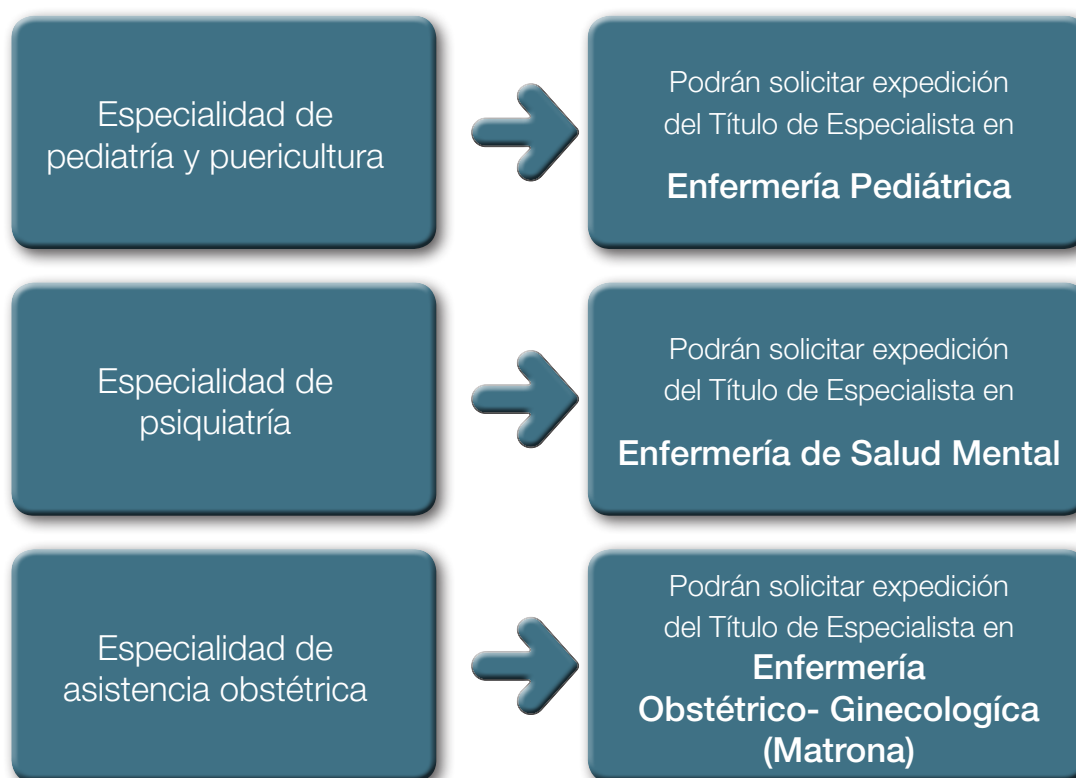 Especialidad de
pediatría y puericultura
Podrán solicitar expedición
del Título de Especialista en
Enfermería Pediátrica
Especialidad de
psiquiatría
Podrán solicitar expedición
del Título de Especialista en
Enfermería de Salud Mental
Especialidad de
asistencia obstétrica
Podrán solicitar expedición
del Título de Especialista en
Enfermería
Obstétrico- Ginecologíca
(Matrona)